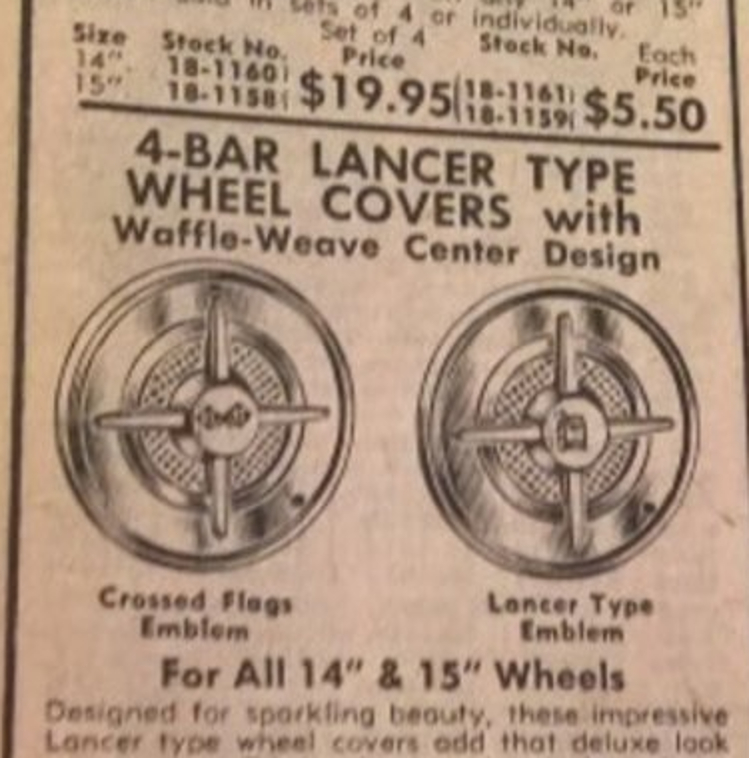 in sets of 4 or individually. or 15"
Size Stock No. Set of 4 Price Stock No. Each Price
14". 18-1160 $19.95 18-1161 $5.50
15". 18-1158 18-1159
4-BAR LANCER TYPE
WHEEL COVERS with
Waffle-Weave Center Design
Crossed Flags
Emblem
Lancer Type
Emblem
For All 14" & 15" Wheels
Designed for sparkling beauty, these impressive
Lancer type wheel covers add that deluxe look